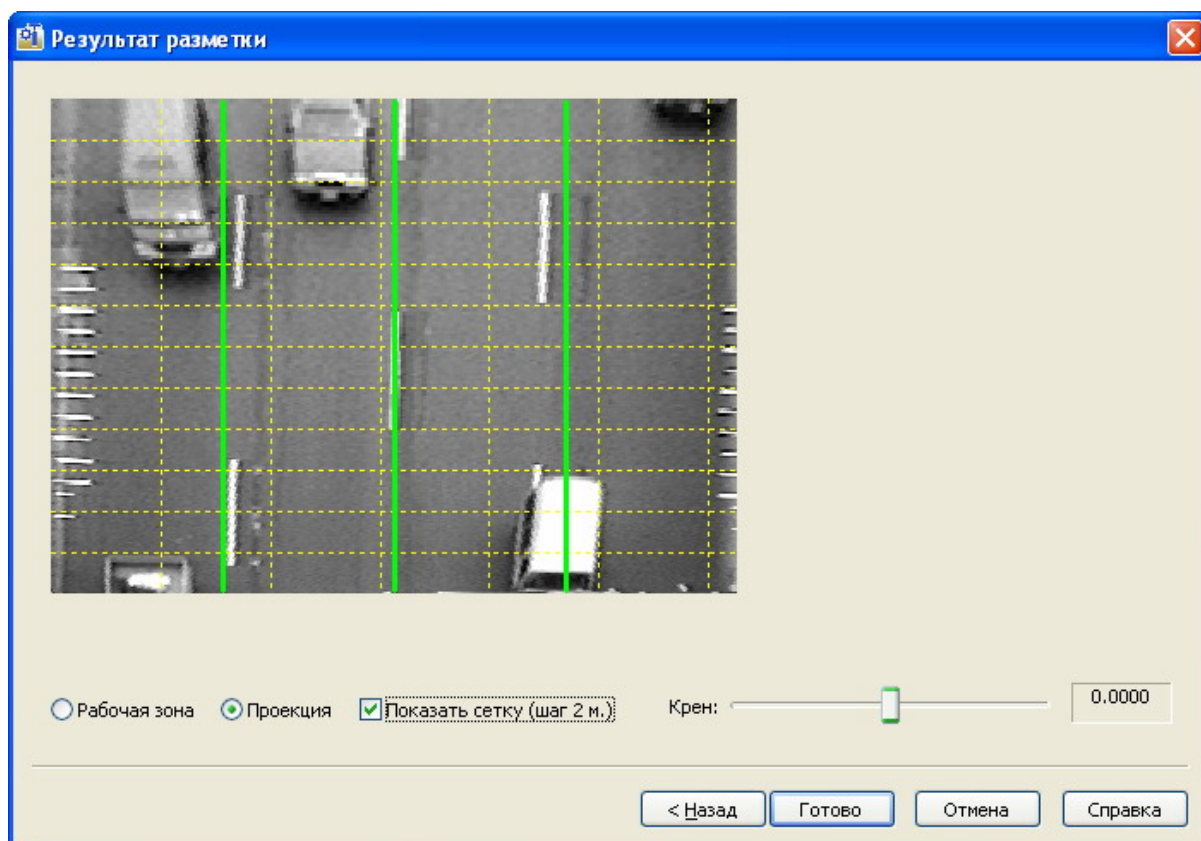 Результат разметки
Рабочая зона
Проекция
Показать сетку (шаг 2 м.)
Крен:
0.0000
< Назад
Готово
Отмена
Справка